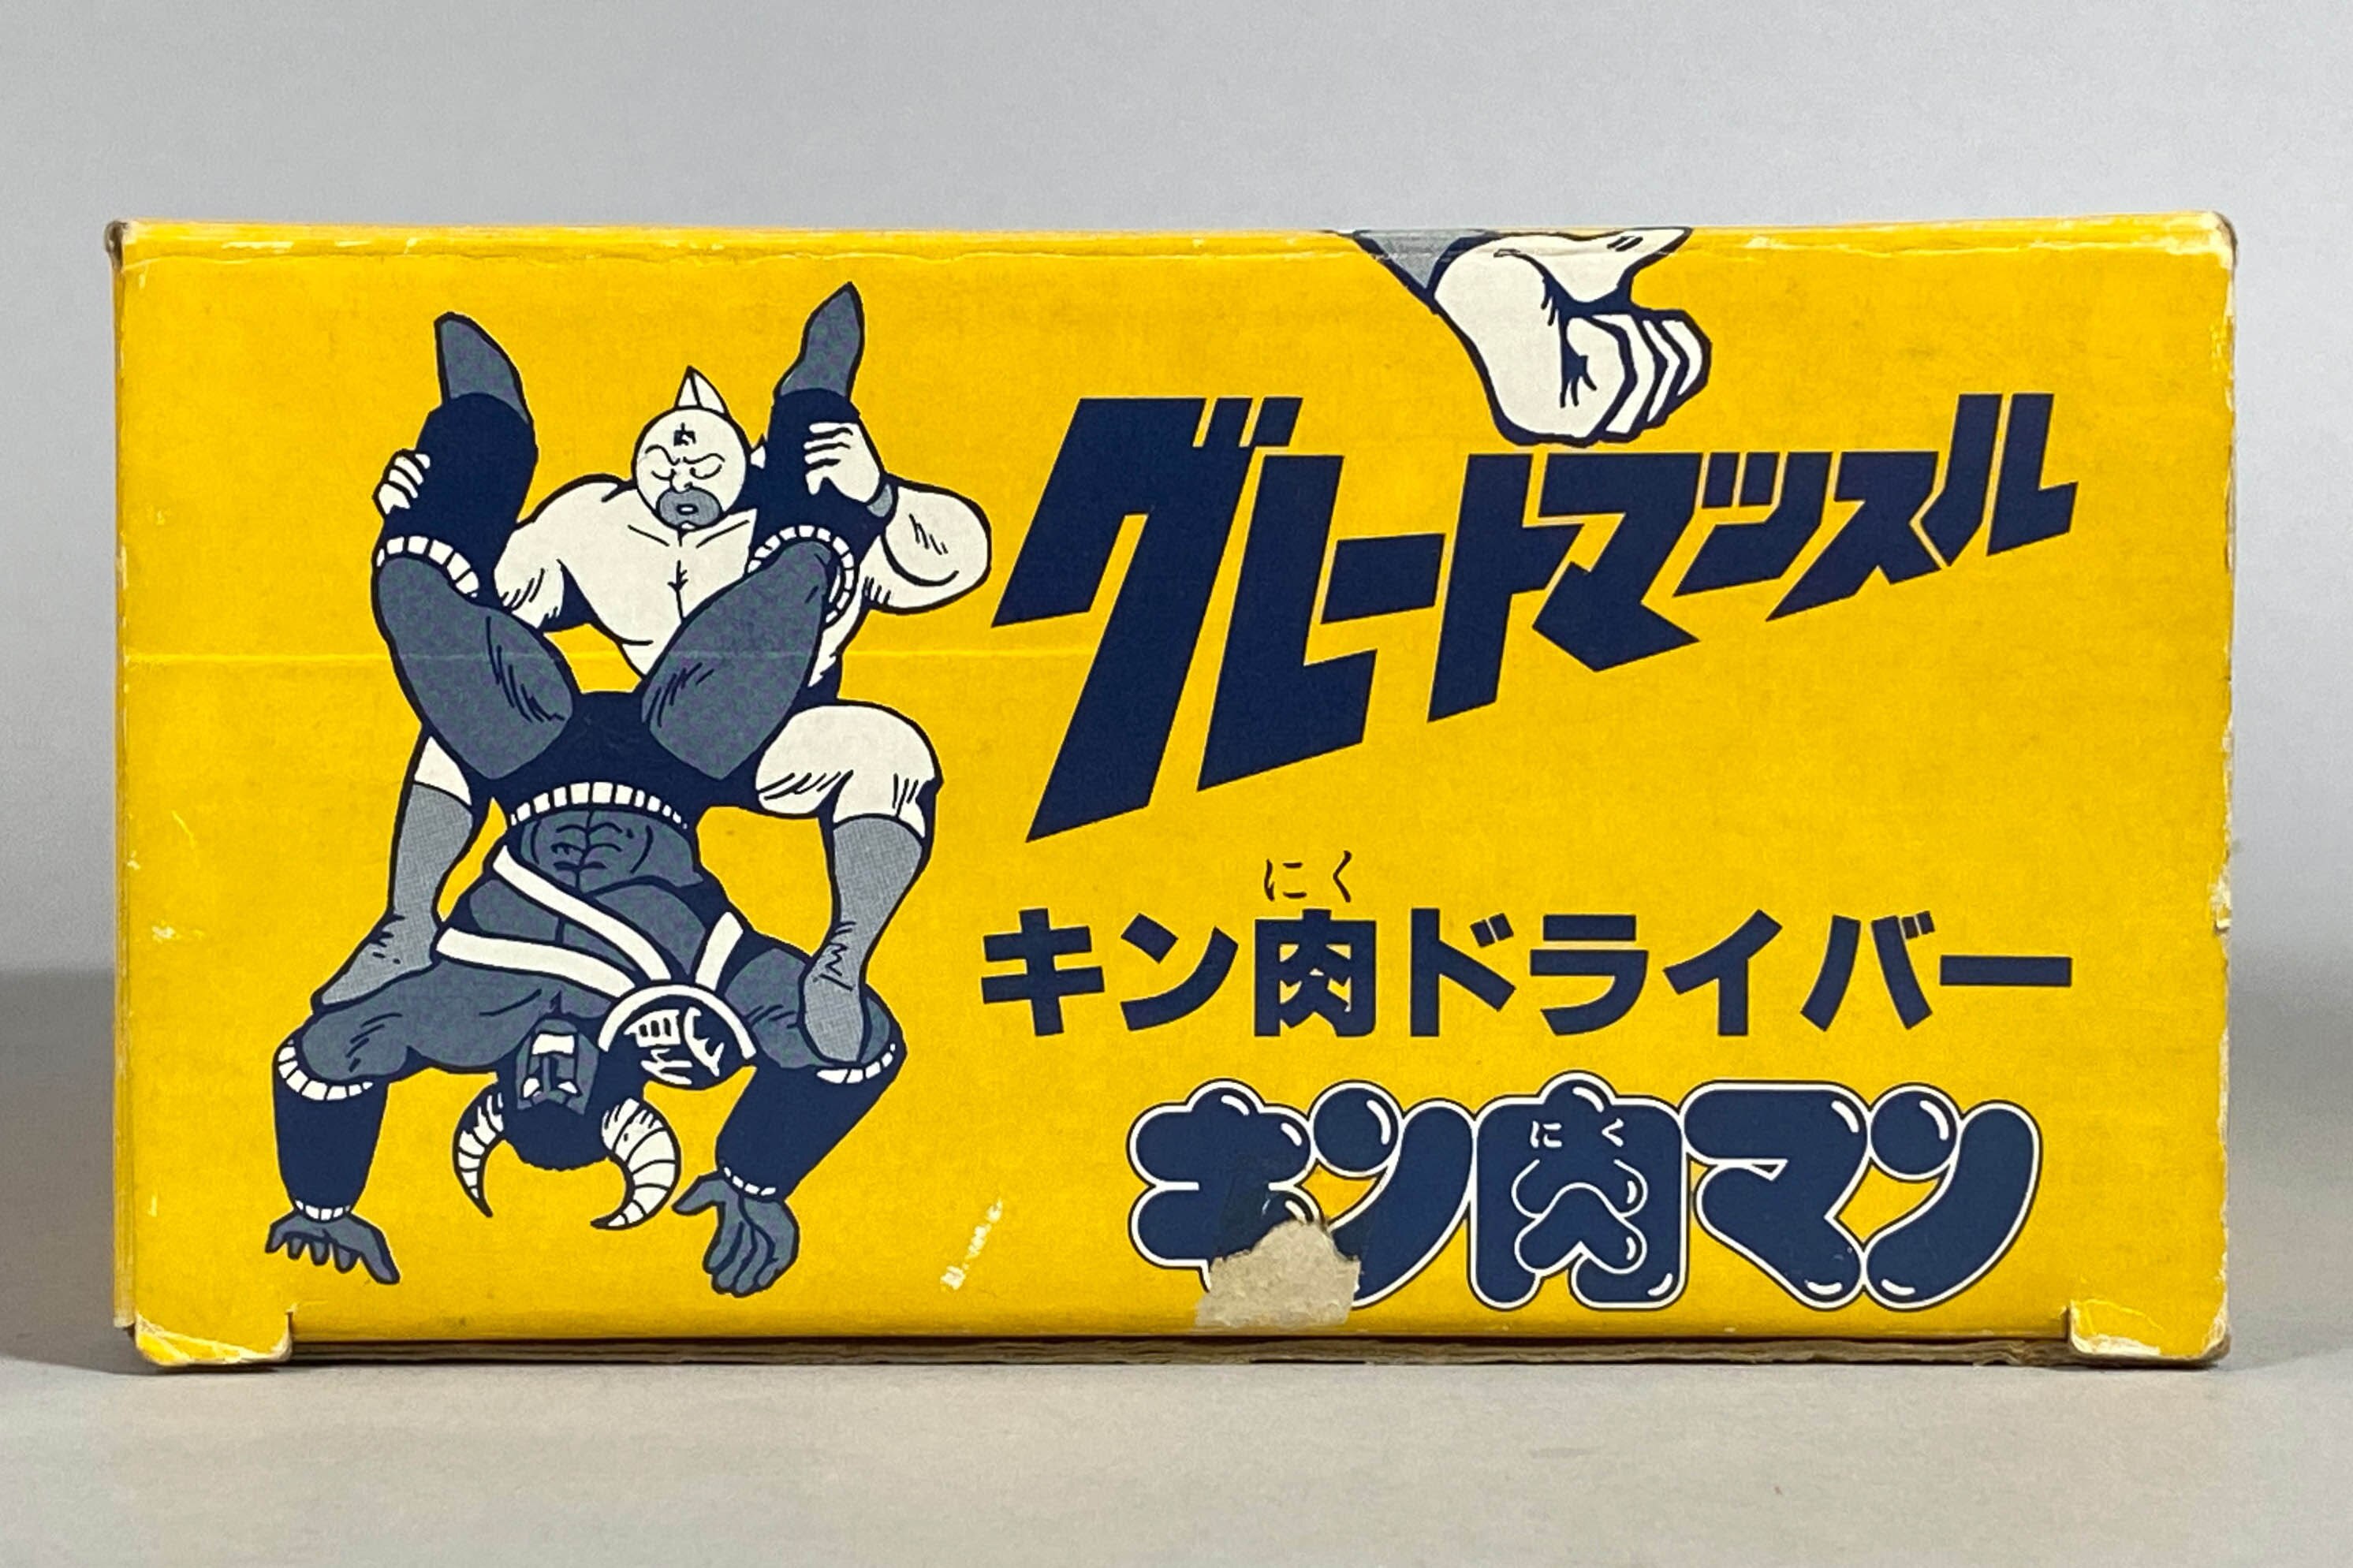 グレートマッスル
にく
キン肉ドライバー
にく
キン肉マン
肉